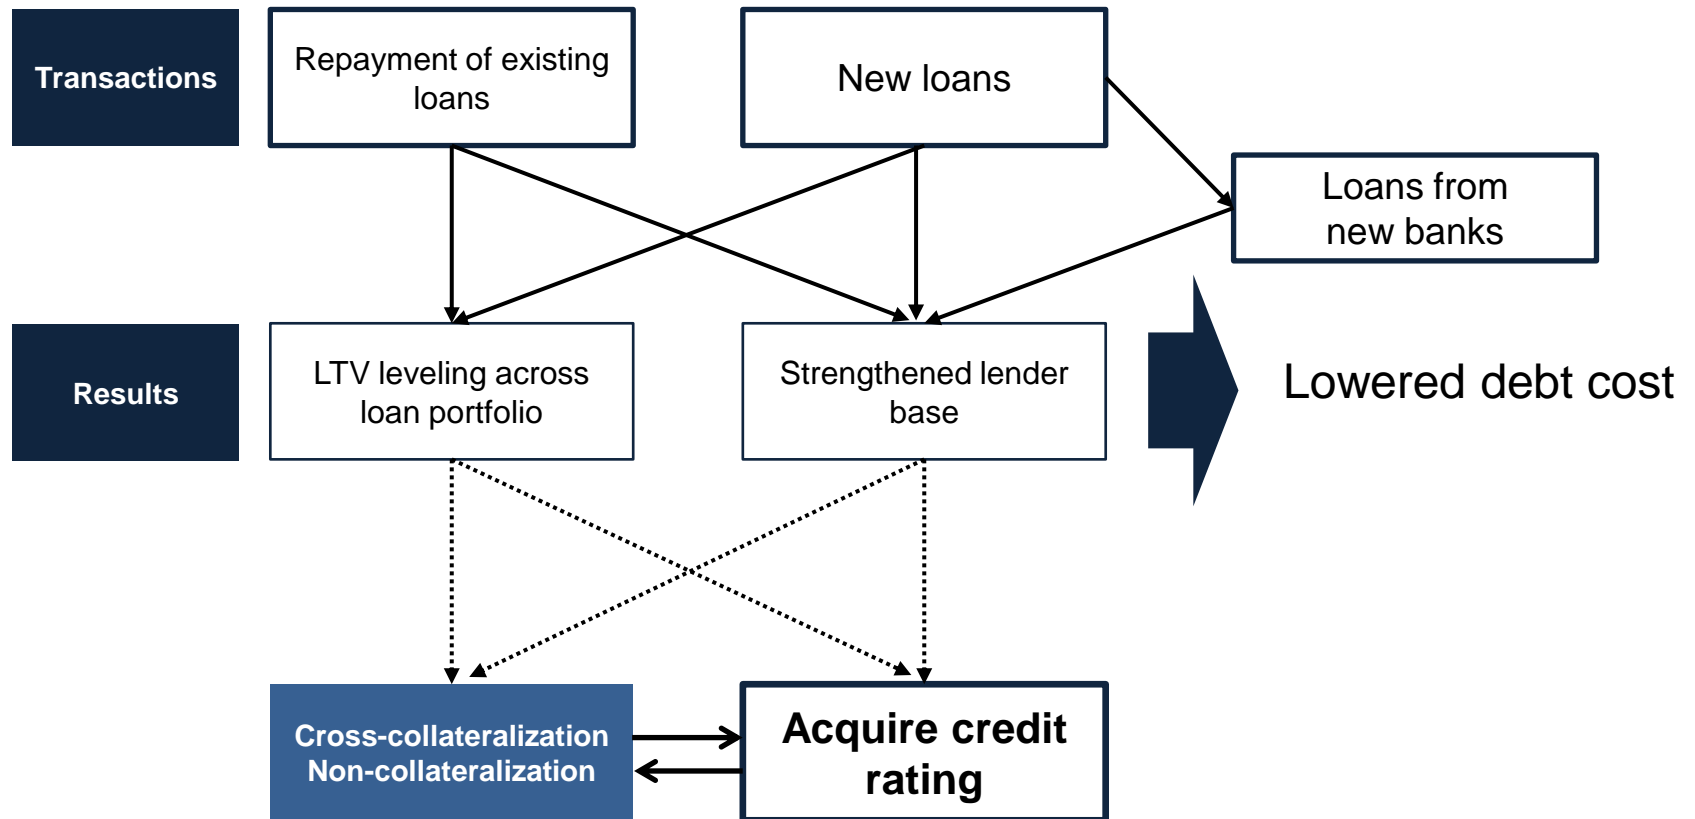 Transactions
Repayment of existing
loans
New loans
Loans from
new banks
Results
LTV leveling across
loan portfolio
Strengthened lender
base
Lowered debt cost
Cross-collateralization
Non-collateralization
Acquire credit
rating